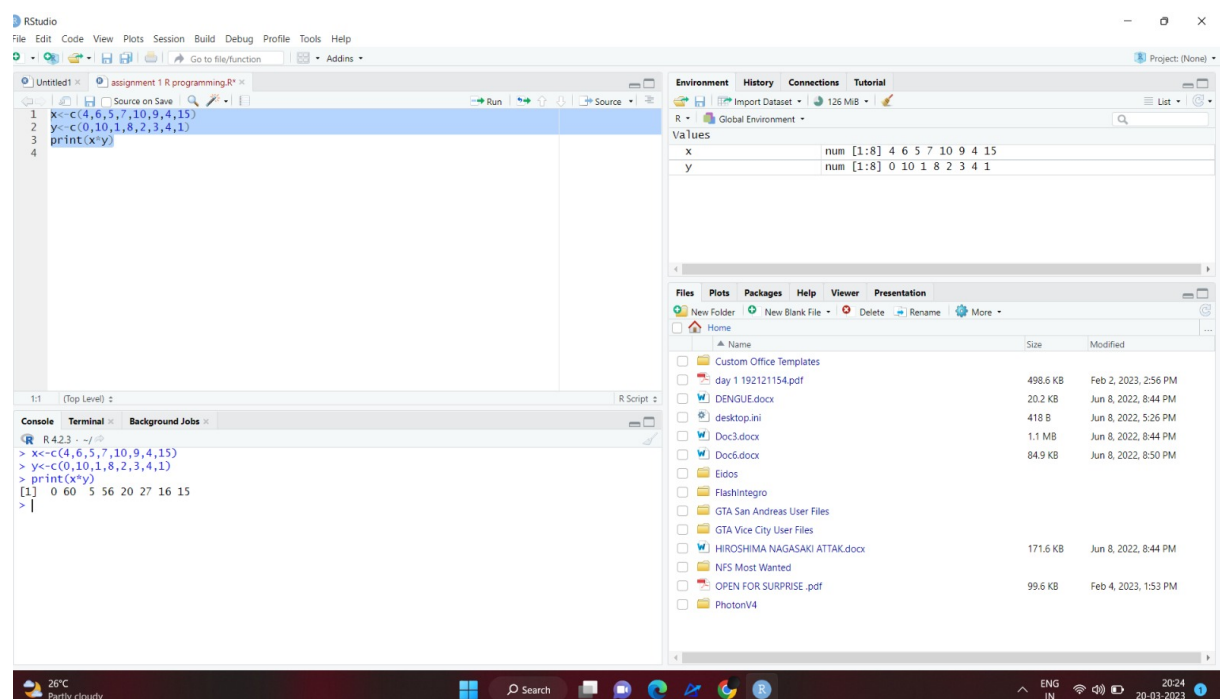 RStudio
File Edit Code View Plots Session Build Debug Profile Tools Help
Go to file/function Addins Project: (None)
Untitled1 × assignment 1 R programming.R* ×
Source on Save Run Source
1 x<-c(4,6,5,7,10,9,4,15)
2 y<-c(0,10,1,8,2,3,4,1)
3 print(x*y)
4
1:1 (Top Level) R Script
Console Terminal × Background Jobs ×
R 4.2.3 · ~/
> x<-c(4,6,5,7,10,9,4,15)
> y<-c(0,10,1,8,2,3,4,1)
> print(x*y)
[1] 0 60 5 56 20 27 16 15
>
Environment History Connections Tutorial
Import Dataset 126 MiB List
R Global Environment
Values
x num [1:8] 4 6 5 7 10 9 4 15
y num [1:8] 0 10 1 8 2 3 4 1
Files Plots Packages Help Viewer Presentation
New Folder New Blank File Delete Rename More
Home
Name Size Modified
Custom Office Templates
day 1 192121154.pdf 498.6 KB Feb 2, 2023, 2:56 PM
DENGUE.docx 20.2 KB Jun 8, 2022, 8:44 PM
desktop.ini 418 B Jun 8, 2022, 5:26 PM
Doc3.docx 1.1 MB Jun 8, 2022, 8:44 PM
Doc6.docx 84.9 KB Jun 8, 2022, 8:50 PM
Eidos
FlashIntegro
GTA San Andreas User Files
GTA Vice City User Files
HIROSHIMA NAGASAKI ATTAK.docx 171.6 KB Jun 8, 2022, 8:44 PM
NFS Most Wanted
OPEN FOR SURPRISE .pdf 99.6 KB Feb 4, 2023, 1:53 PM
PhotonV4
26°C
Partly cloudy
Search
ENG
IN
20:24
20-03-2023
1